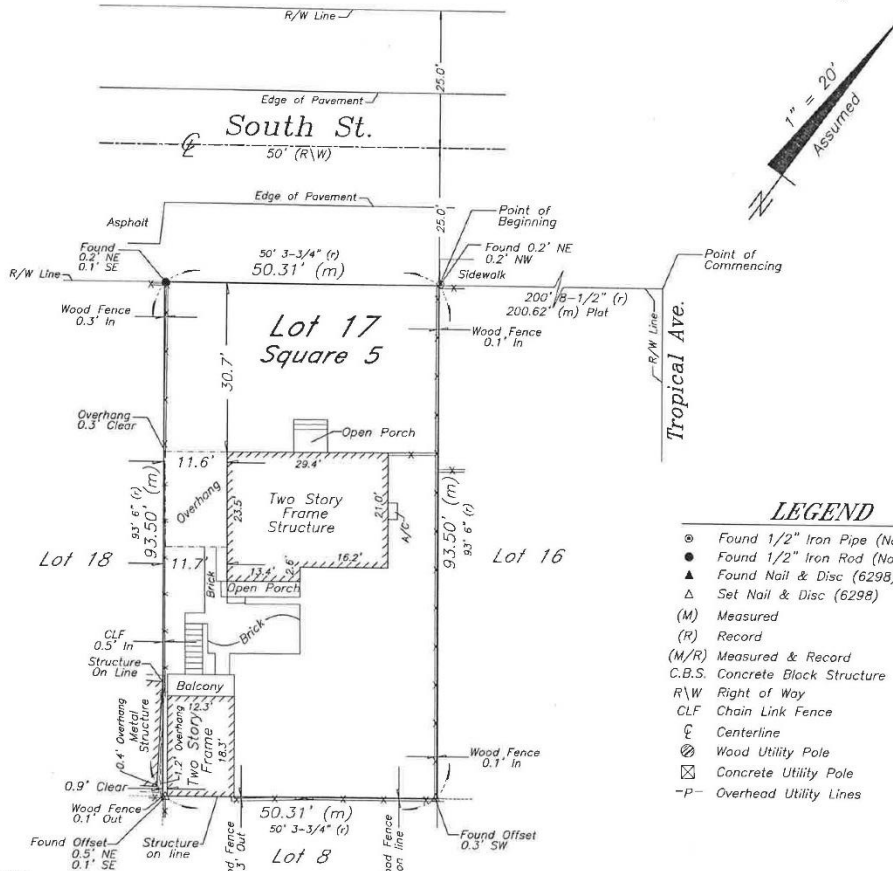 R/W Line
25.0'
Edge of Pavement
South St.
50' (R\W)
Edge of Pavement
25.0'
1" = 20'
Assumed
N
Asphalt
Point of
Beginning
Found
0.2' NE
0.1' SE
50' 3-3/4" (r)
50.31' (m)
Found 0.2' NE
0.2' NW
Sidewalk
Point of
Commencing
R/W Line
200' 8-1/2" (r)
200.62' (m) Plat
R/W Line
Tropical Ave.
Wood Fence
0.3' In
Lot 17
Square 5
Wood Fence
0.1' In
30.7'
Overhang
0.3' Clear
Open Porch
11.6'
29.4'
Overhang
23.5'
Two Story
Frame
Structure
21.0'
A/C
93' 6" (r)
93.50' (m)
93.50' (m)
93' 6" (r)
Lot 18
Lot 16
11.7'
13.4'
2.6'
16.2'
Open Porch
Brick
Brick
CLF
0.5' In
Structure
On Line
Balcony
12.3'
0.4' Overhang
Metal
Structure
1.2' Overhang
Two Story
Frame
18.3'
0.9' Clear
Wood Fence
0.1' In
Wood Fence
0.1' Out
Found Offset
0.5' NE
0.1' SE
Structure
on line
3' Out
50.31' (m)
50' 3-3/4" (r)
Lot 8
on line
Found Offset
0.3' SW
LEGEND
Found 1/2" Iron Pipe
Found 1/2" Iron Rod
Found Nail & Disc (6298)
Set Nail & Disc (6298)
(M) Measured
(R) Record
(M/R) Measured & Record
C.B.S. Concrete Block Structure
R\W Right of Way
CLF Chain Link Fence
℄ Centerline
Wood Utility Pole
Concrete Utility Pole
-P- Overhead Utility Lines